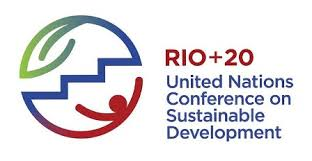 RIO+20
United Nations
Conference on
Sustainable
Development